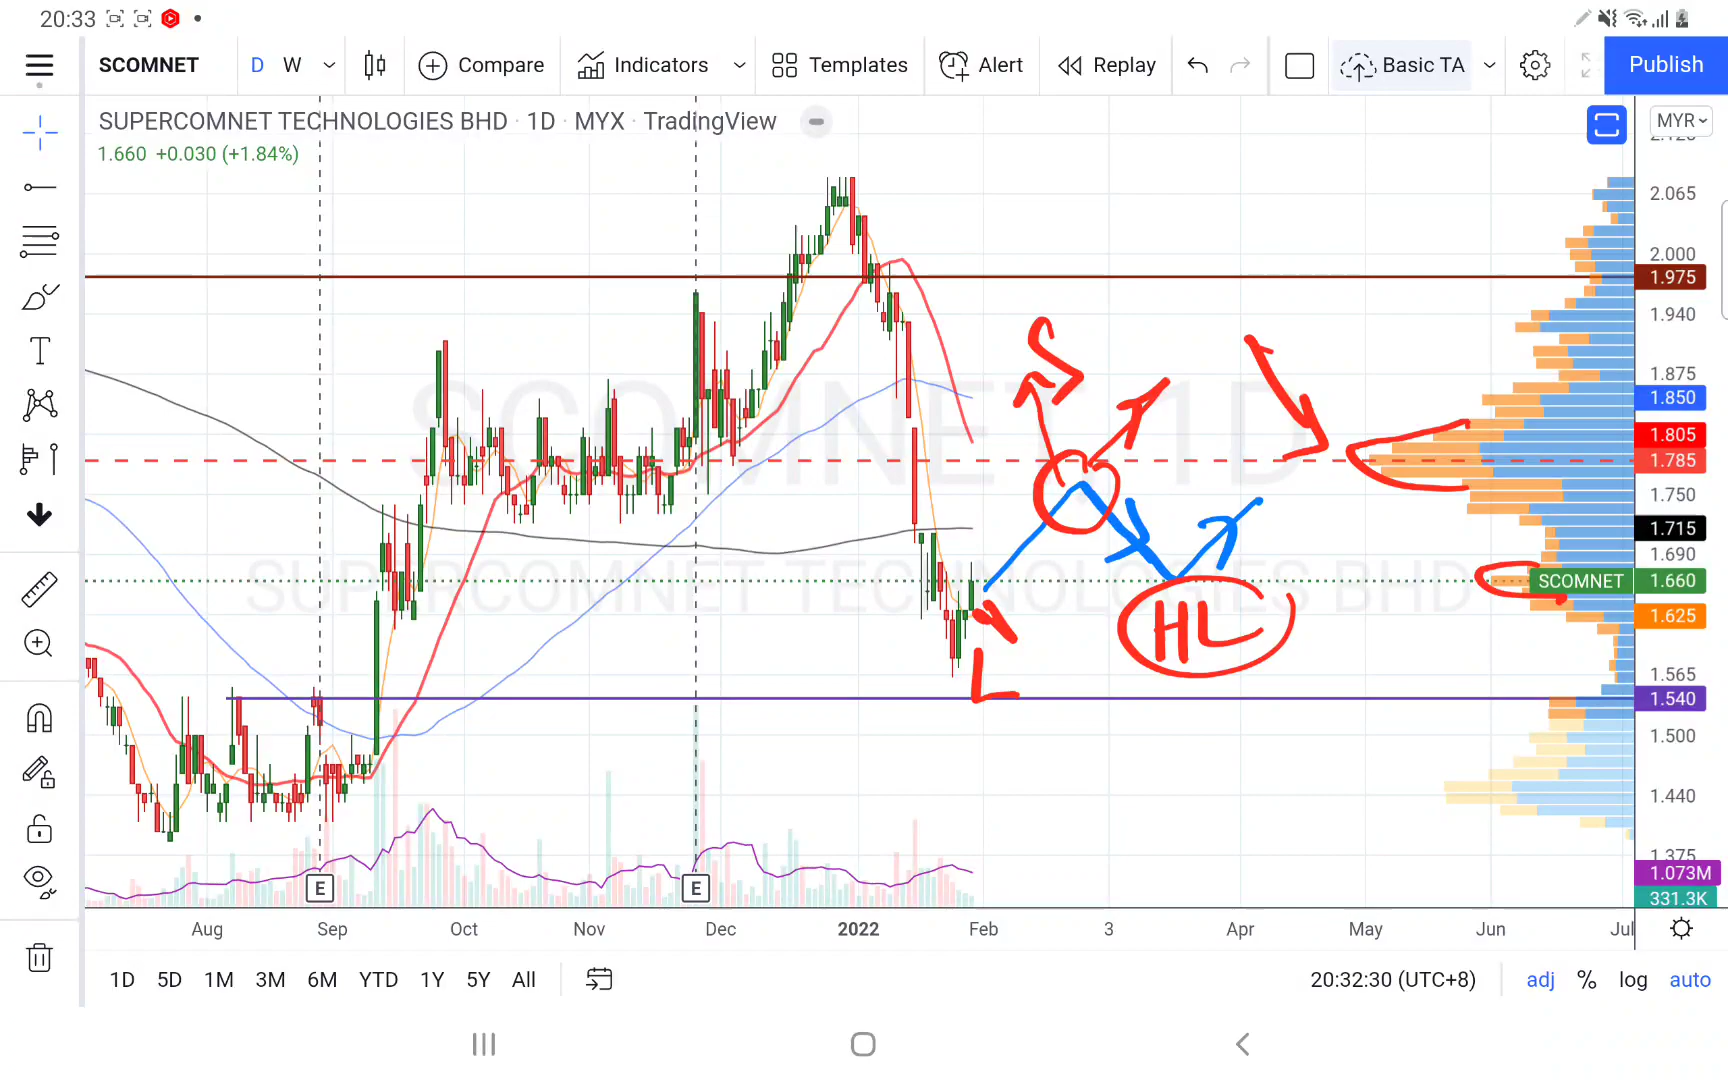 20:33
SCOMNET D W Compare Indicators Templates Alert Replay Basic TA Publish
SUPERCOMNET TECHNOLOGIES BHD · 1D · MYX · TradingView
MYR
1.660 +0.030 (+1.84%)
2.065
2.000
1.975
1.940
1.875
1.850
1.805
1.785
1.750
1.715
1.690
SCOMNET 1.660
1.625
1.565
1.540
1.500
1.440
1.375
1.073M
331.3K
SCOMNET, 1D
SUPERCOMNET TECHNOLOGIES BHD
HL
L
E E
Aug Sep Oct Nov Dec 2022 Feb 3 Apr May Jun Jul
1D 5D 1M 3M 6M YTD 1Y 5Y All 20:32:30 (UTC+8) adj % log auto